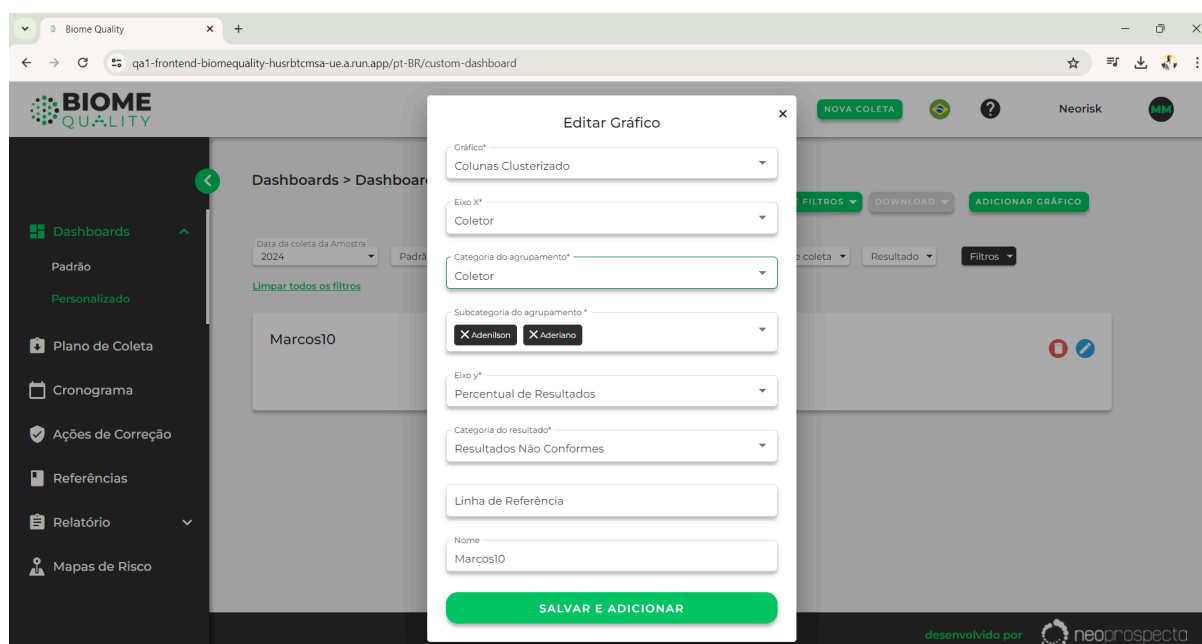 Biome Quality
qa1-frontend-biomequality-husrbtcmsa-ue.a.run.app/pt-BR/custom-dashboard
BIOME
QUALITY
NOVA COLETA
Neorisk
MM
Dashboards
Padrão
Personalizado
Plano de Coleta
Cronograma
Ações de Correção
Referências
Relatório
Mapas de Risco
Dashboards > Dashboar
FILTROS
DOWNLOAD
ADICIONAR GRÁFICO
Data da coleta da Amostra
2024
Padrã
e coleta
Resultado
Filtros
Limpar todos os filtros
Marcos10
Editar Gráfico
Gráfico*
Colunas Clusterizado
Eixo X*
Coletor
Categoria do agrupamento*
Coletor
Subcategoria do agrupamento *
Adenilson Aderiano
Eixo y*
Percentual de Resultados
Categoria do resultado*
Resultados Não Conformes
Linha de Referência
Nome
Marcos10
SALVAR E ADICIONAR
desenvolvido por neoprospecta